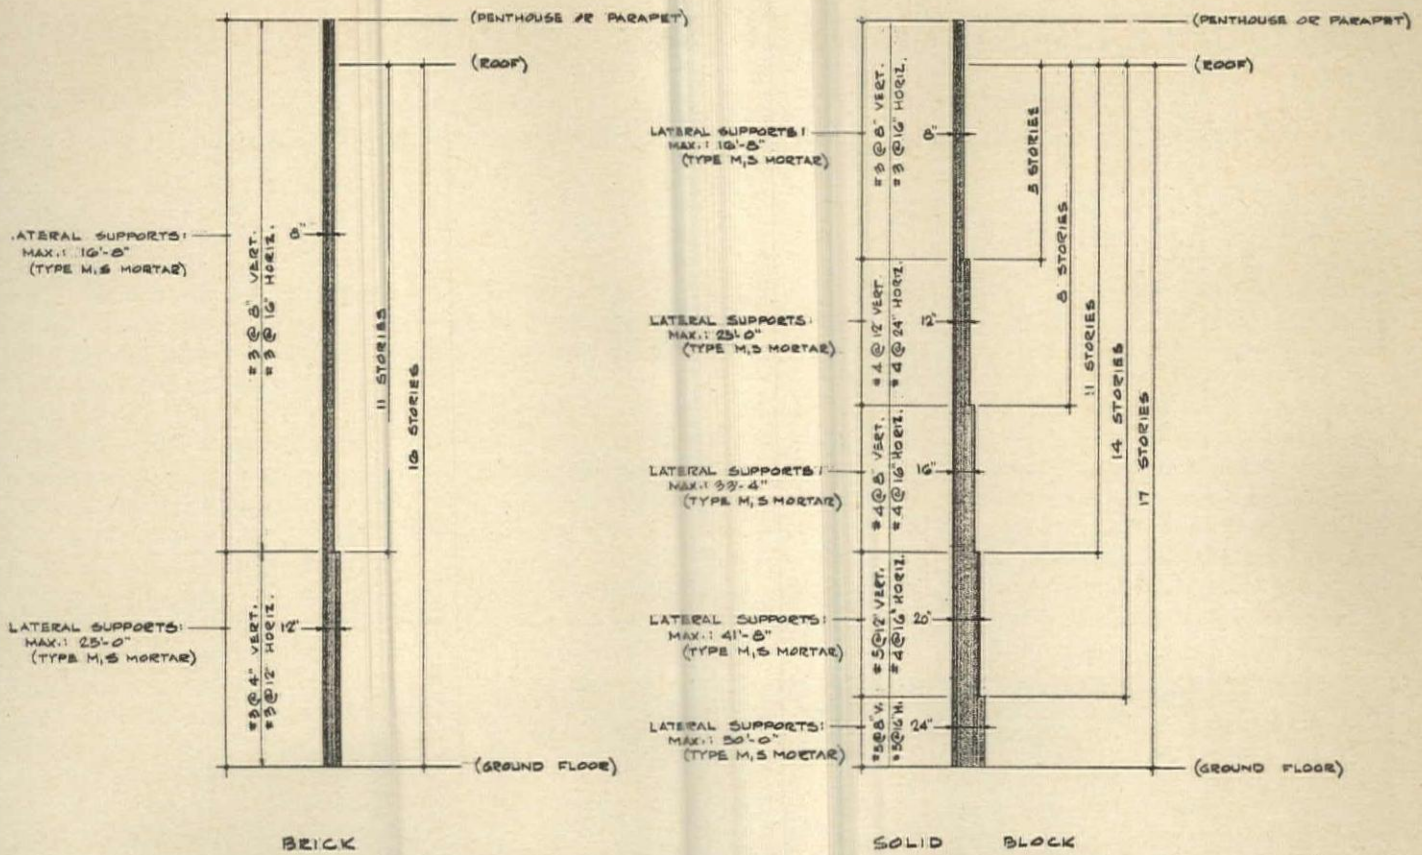 (PENTHOUSE OR PARAPET)
(ROOF)
.ATERAL SUPPORTS:
MAX.: 16'-8"
(TYPE M,S MORTAR)
#3 @ 8" VERT.
#3 @ 16" HORIZ.
8"
11 STORIES
16 STORIES
LATERAL SUPPORTS:
MAX.: 25'-0"
(TYPE M,S MORTAR)
#3@4" VERT.
#3@12" HORIZ.
12"
(GROUND FLOOR)
BRICK
(PENTHOUSE OR PARAPET)
(ROOF)
LATERAL SUPPORTS:
MAX.: 16'-8"
(TYPE M,S MORTAR)
#3 @ 8" VERT.
#3 @ 16" HORIZ.
8"
5 STORIES
8 STORIES
11 STORIES
14 STORIES
17 STORIES
LATERAL SUPPORTS:
MAX.: 25'-0"
(TYPE M,S MORTAR)
#4 @ 12" VERT.
#4 @ 24" HORIZ.
12"
LATERAL SUPPORTS:
MAX.: 33'-4"
(TYPE M,S MORTAR)
#4@8" VERT.
#4@16" HORIZ.
16"
LATERAL SUPPORTS:
MAX.: 41'-8"
(TYPE M,S MORTAR)
#5@12" VERT.
#4@16" HORIZ.
20"
LATERAL SUPPORTS:
MAX.: 50'-0"
(TYPE M,S MORTAR)
#5@8" V.
#5@16" H.
24"
(GROUND FLOOR)
SOLID BLOCK